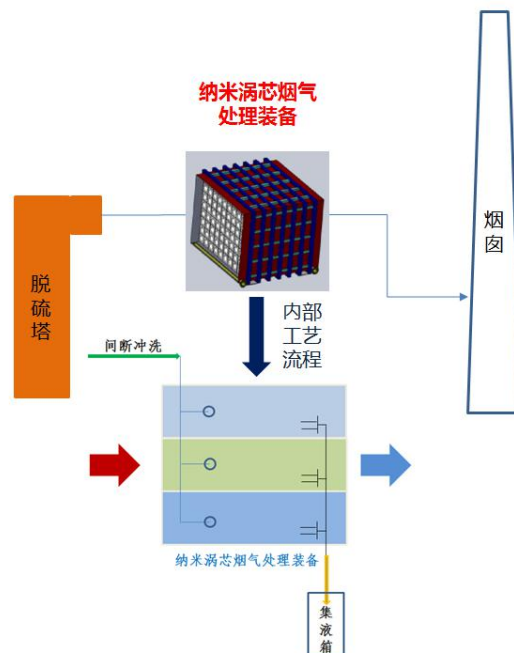 纳米涡芯烟气
处理装备
烟囱
脱硫塔
内部
工艺
流程
间断冲洗
纳米涡芯烟气处理装备
集液箱